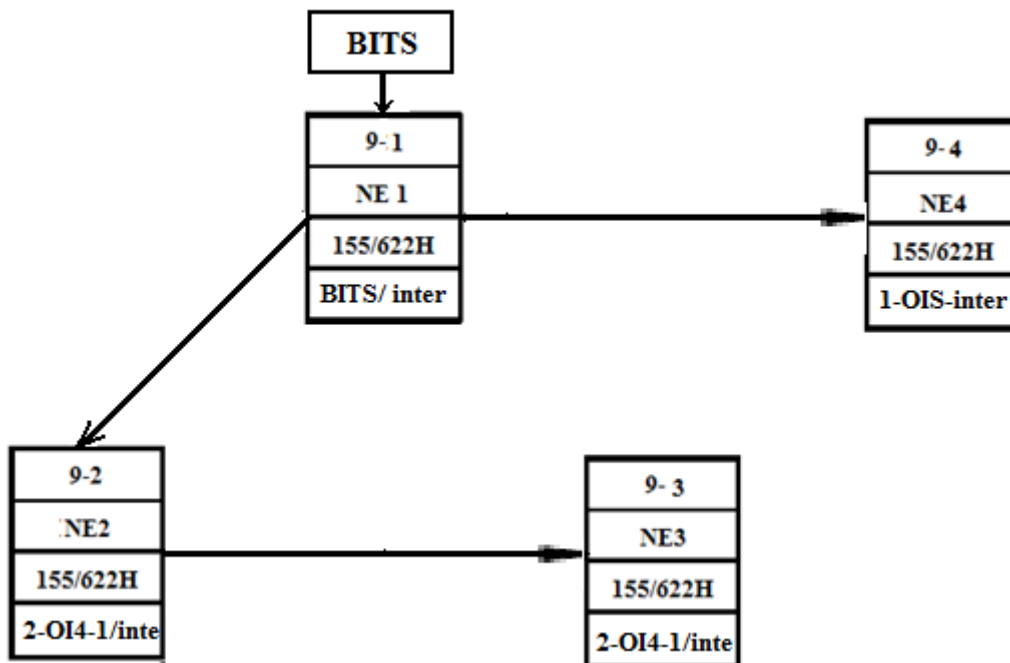 BITS
9-1
NE 1
155/622H
BITS/ inter
9-4
NE4
155/622H
1-OIS-inter
9-2
NE2
155/622H
2-OI4-1/inte
9-3
NE3
155/622H
2-OI4-1/inte